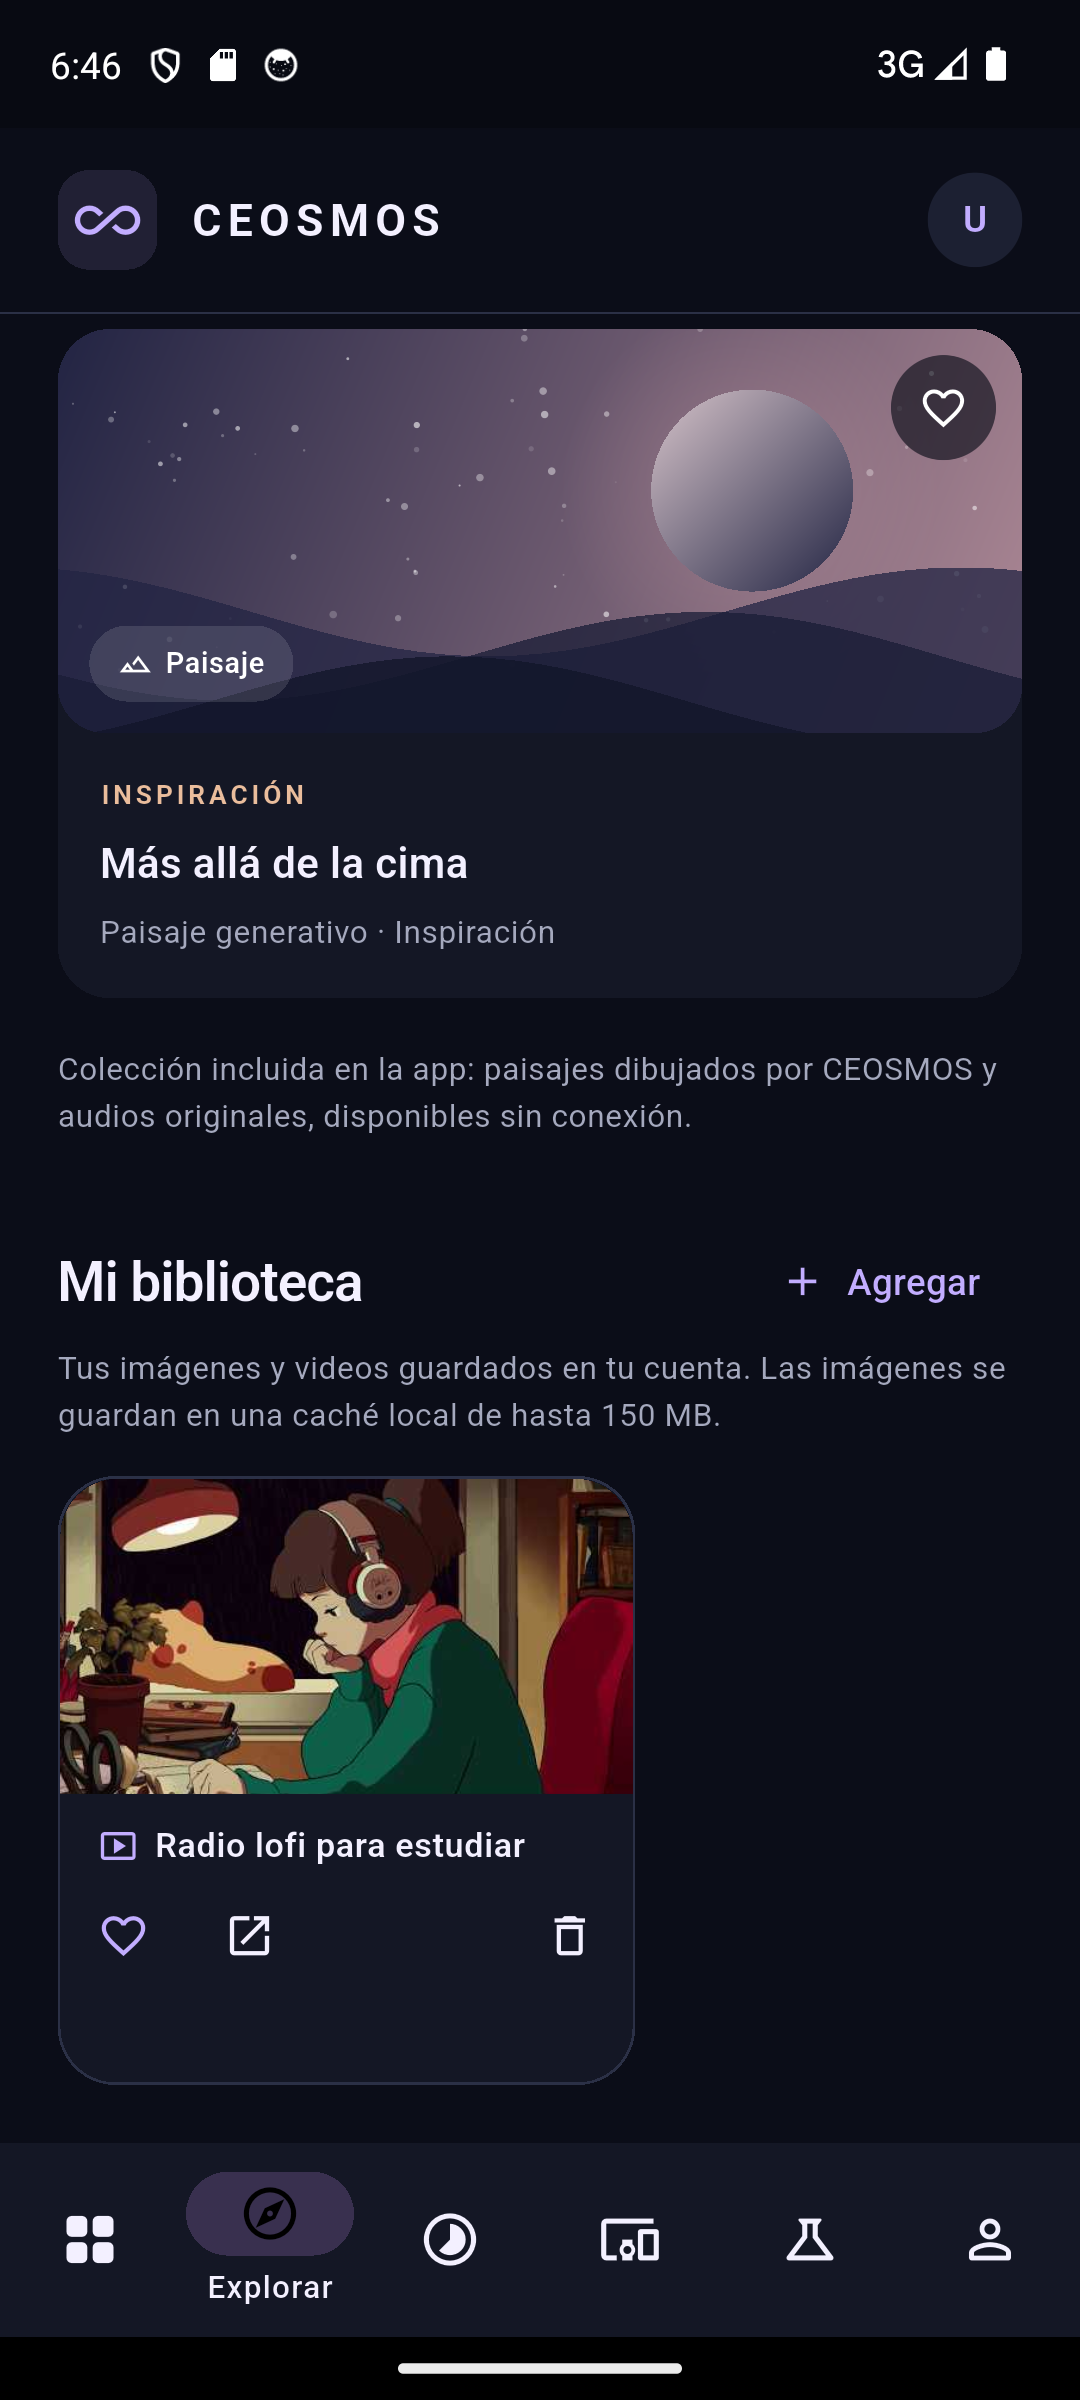 6:46
3G
CEOSMOS
U
Paisaje
INSPIRACIÓN
Más allá de la cima
Paisaje generativo · Inspiración
Colección incluida en la app: paisajes dibujados por CEOSMOS y
audios originales, disponibles sin conexión.
Mi biblioteca
Agregar
Tus imágenes y videos guardados en tu cuenta. Las imágenes se
guardan en una caché local de hasta 150 MB.
Radio lofi para estudiar
Explorar